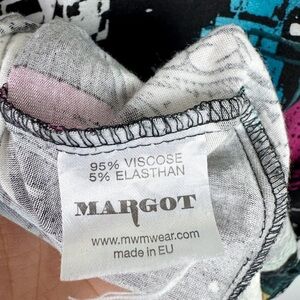 95% VISCOSE
5% ELASTHAN
MARGOT
www.mwmwear.com
made in EU